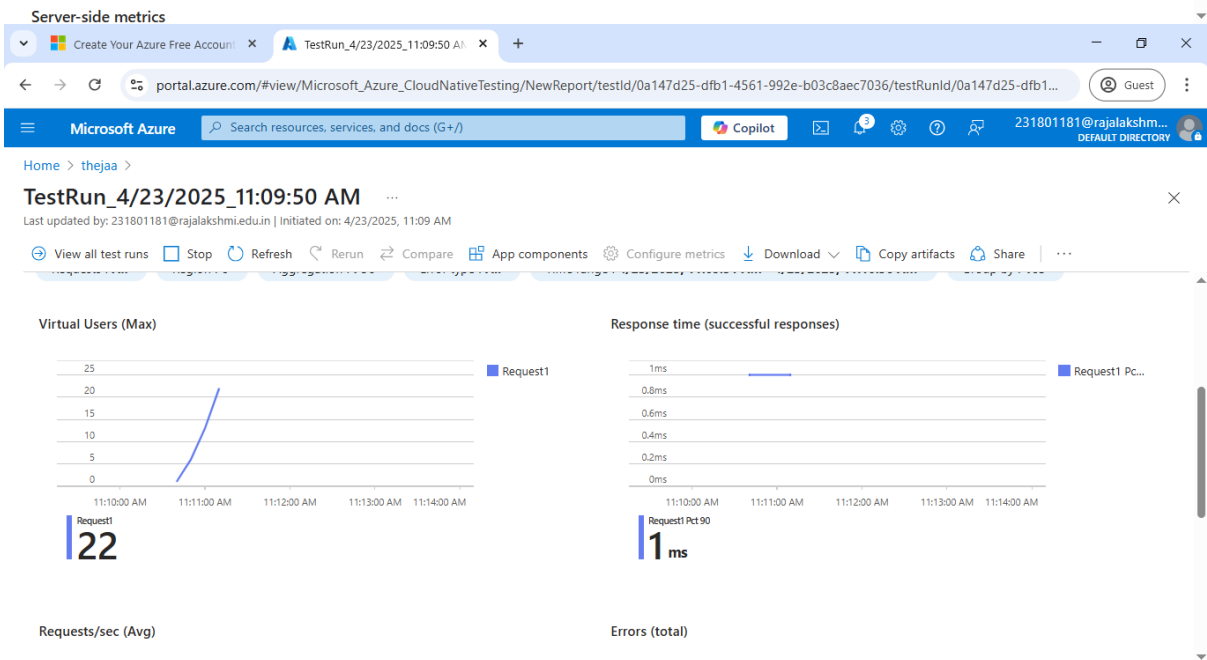 Server-side metrics
Create Your Azure Free Account
TestRun_4/23/2025_11:09:50 AM
portal.azure.com/#view/Microsoft_Azure_CloudNativeTesting/NewReport/testId/0a147d25-dfb1-4561-992e-b03c8aec7036/testRunId/0a147d25-dfb1...
Guest
Microsoft Azure
Search resources, services, and docs (G+/)
Copilot
3
231801181@rajalakshm...
DEFAULT DIRECTORY
Home > thejaa >
TestRun_4/23/2025_11:09:50 AM ...
Last updated by: 231801181@rajalakshmi.edu.in | Initiated on: 4/23/2025, 11:09 AM
View all test runs Stop Refresh Rerun Compare App components Configure metrics Download Copy artifacts Share ...
Virtual Users (Max)
25
20
15
10
5
0
11:10:00 AM 11:11:00 AM 11:12:00 AM 11:13:00 AM 11:14:00 AM
Request1
Request1
22
Response time (successful responses)
1ms
0.8ms
0.6ms
0.4ms
0.2ms
0ms
11:10:00 AM 11:11:00 AM 11:12:00 AM 11:13:00 AM 11:14:00 AM
Request1 Pc...
Request1 Pct 90
1 ms
Requests/sec (Avg)
Errors (total)